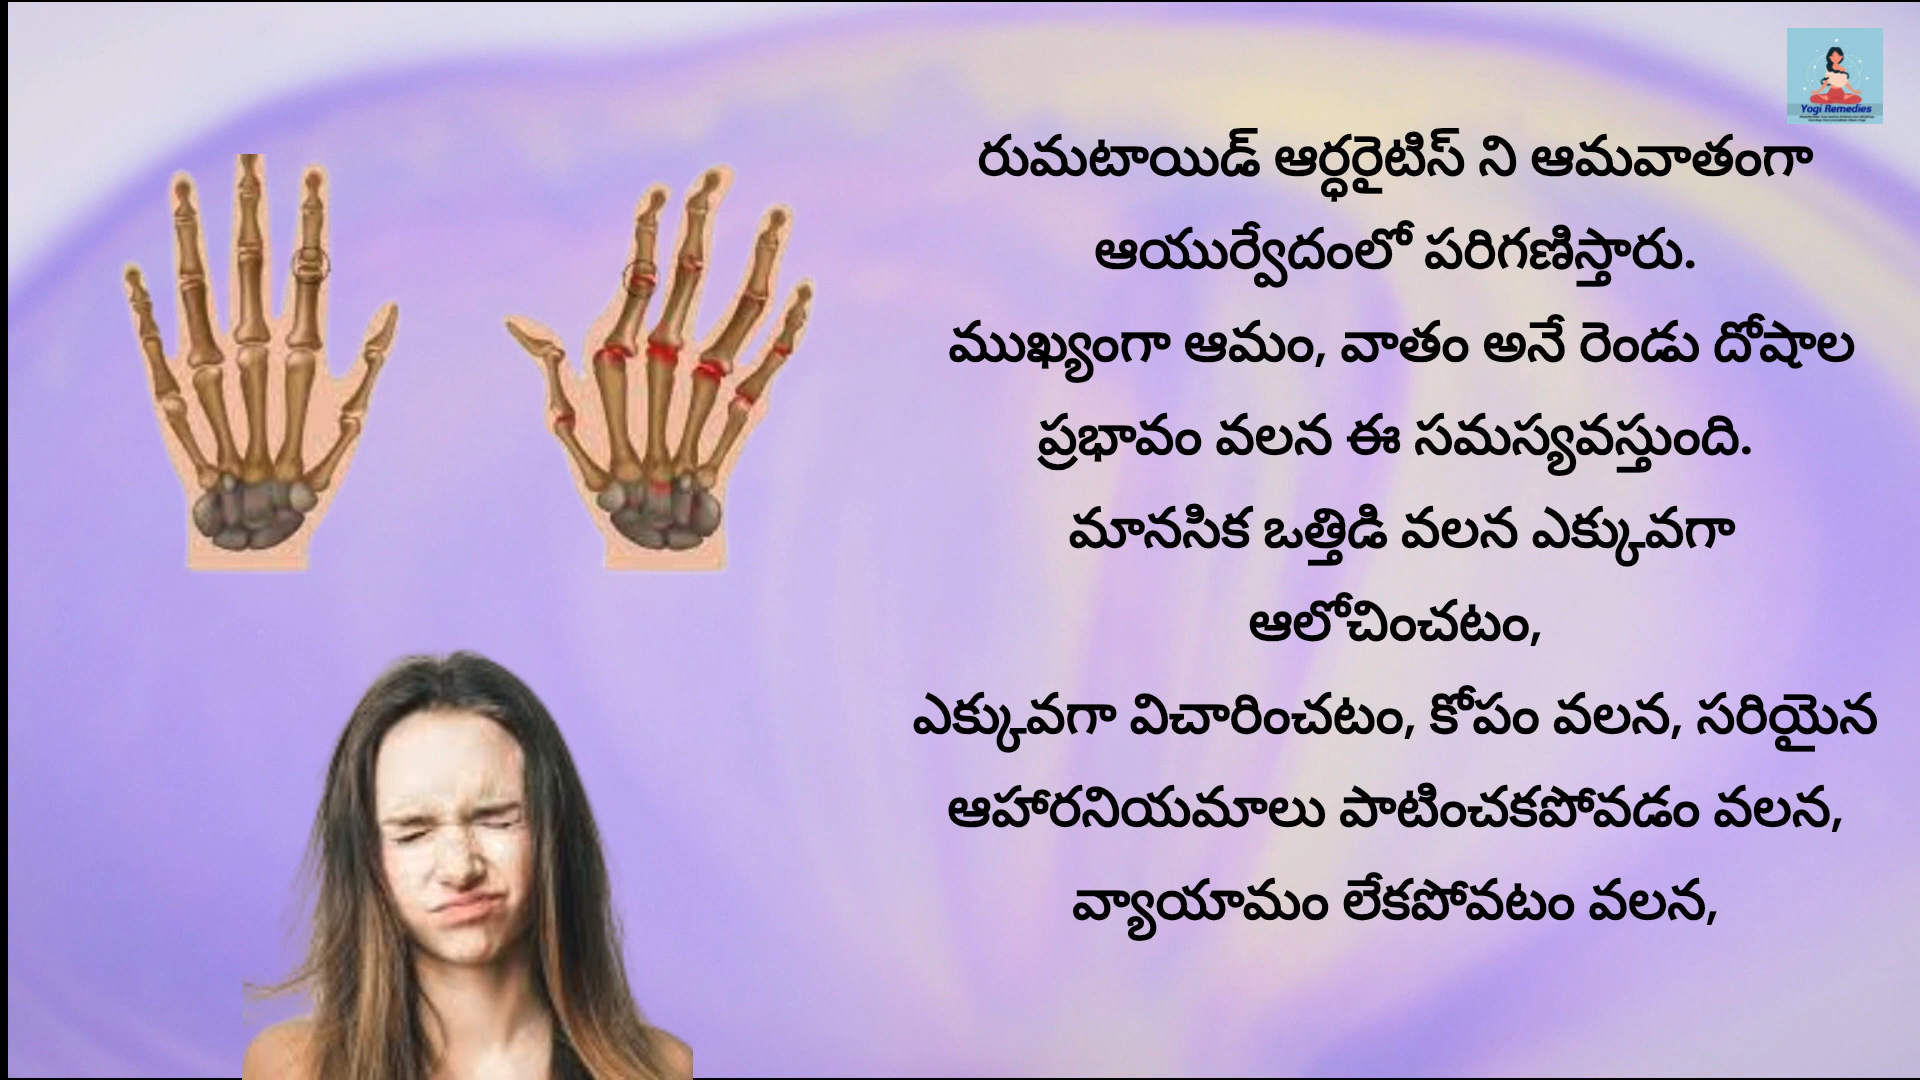 Yogi Remedies
రుమటాయిడ్ ఆర్ధరైటిస్ ని ఆమవాతంగా
ఆయుర్వేదంలో పరిగణిస్తారు.
ముఖ్యంగా ఆమం, వాతం అనే రెండు దోషాల
ప్రభావం వలన ఈ సమస్యవస్తుంది.
మానసిక ఒత్తిడి వలన ఎక్కువగా
ఆలోచించటం,
ఎక్కువగా విచారించటం, కోపం వలన, సరియైన
ఆహారనియమాలు పాటించకపోవడం వలన,
వ్యాయామం లేకపోవటం వలన,